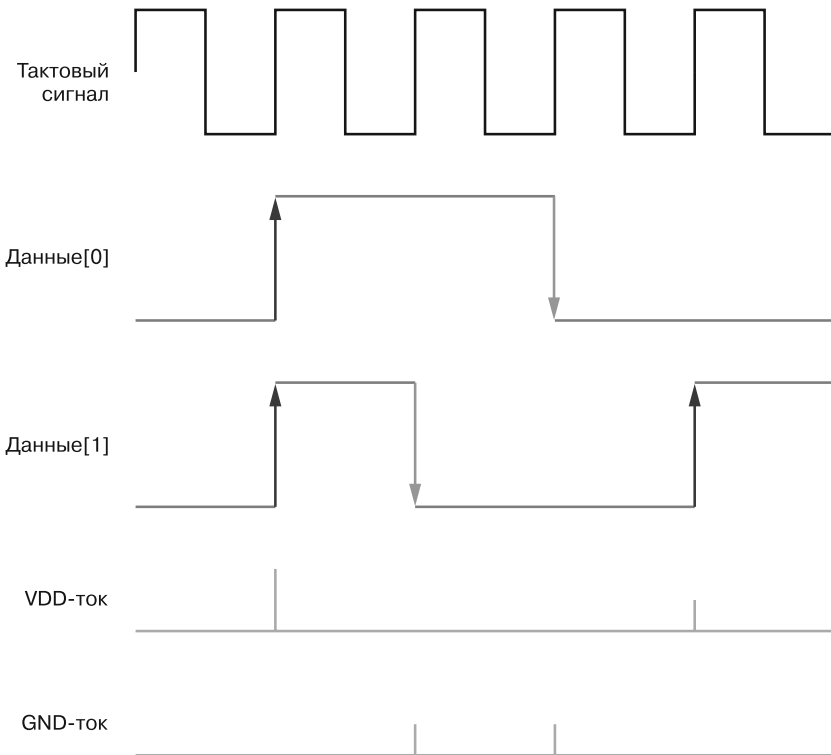 Тактовый
сигнал
Данные[0]
Данные[1]
VDD-ток
GND-ток